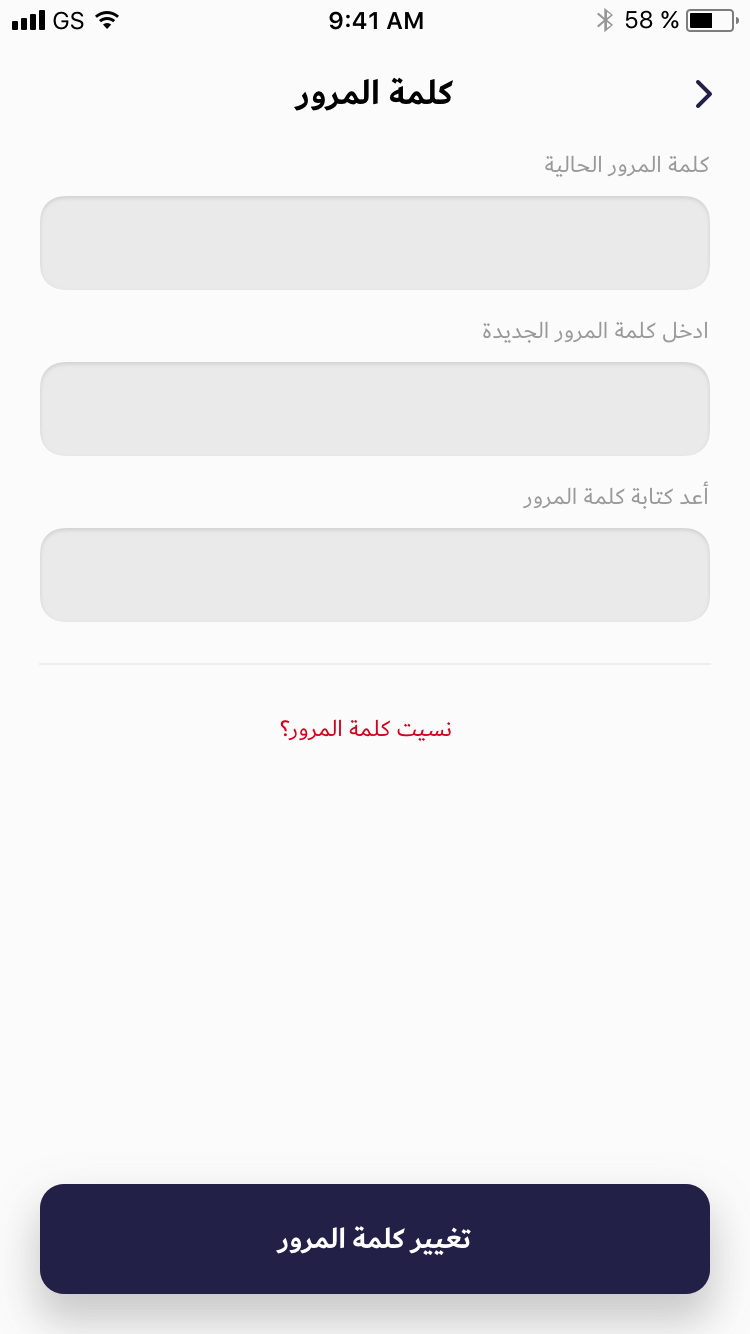 GS 9:41 AM 58 %
كلمة المرور
كلمة المرور الحالية
ادخل كلمة المرور الجديدة
أعد كتابة كلمة المرور
نسيت كلمة المرور؟
تغيير كلمة المرور